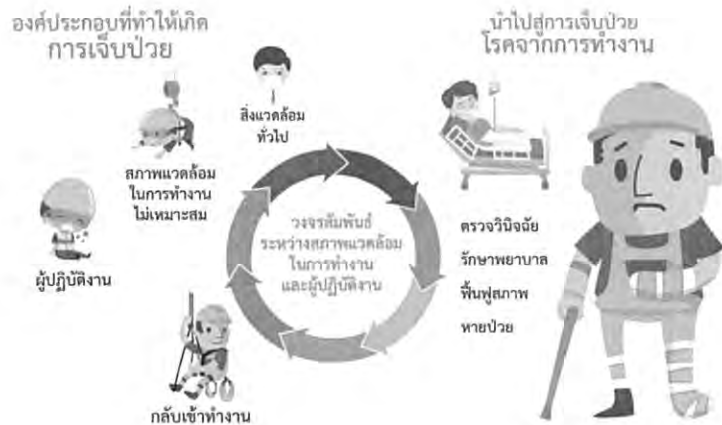 องค์ประกอบที่ทำให้เกิด
การเจ็บป่วย
นำไปสู่การเจ็บป่วย
โรคจากการทำงาน
สิ่งแวดล้อม
ทั่วไป
สภาพแวดล้อม
ในการทำงาน
ไม่เหมาะสม
ผู้ปฏิบัติงาน
วงจรสัมพันธ์
ระหว่างสภาพแวดล้อม
ในการทำงาน
และผู้ปฏิบัติงาน
ตรวจวินิจฉัย
รักษาพยาบาล
ฟื้นฟูสภาพ
หายป่วย
กลับเข้าทำงาน